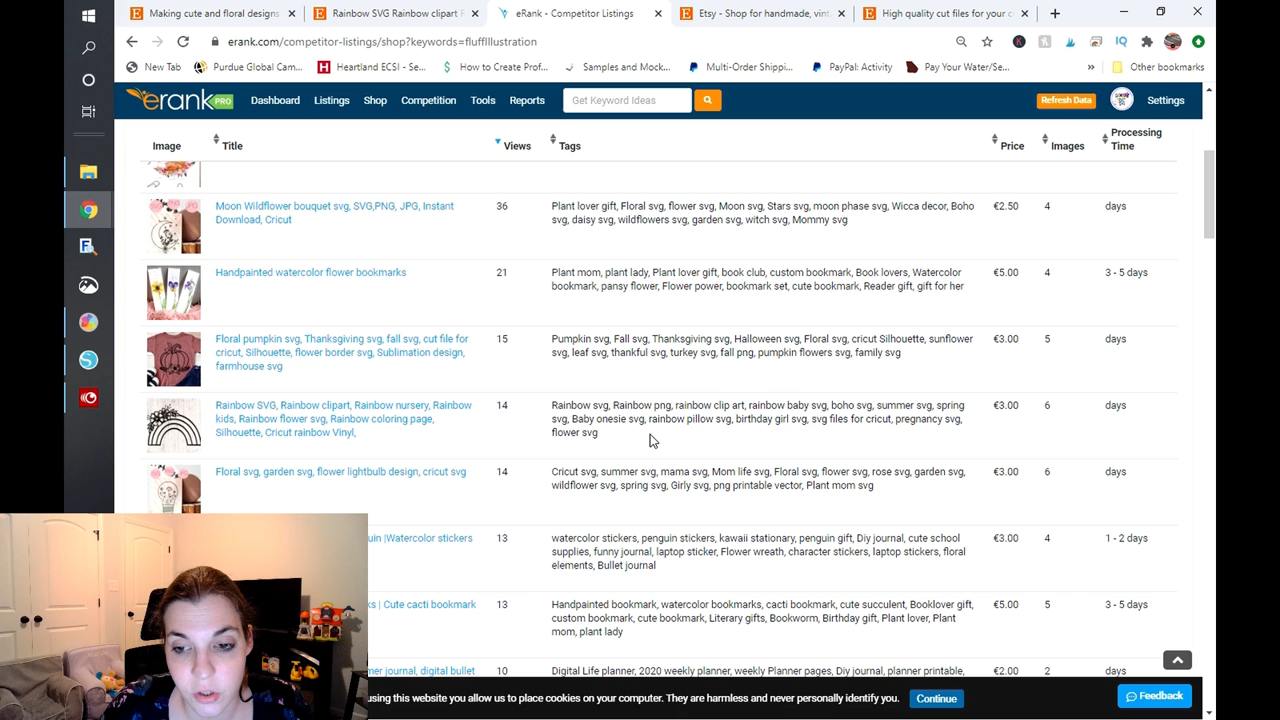 Making cute and floral designs
Rainbow SVG Rainbow clipart
eRank - Competitor Listings
Etsy - Shop for handmade, vint
High quality cut files for your c
erank.com/competitor-listings/shop?keywords=fluffIllustration
New Tab
Purdue Global Cam...
Heartland ECSI - Se...
How to Create Prof...
Samples and Mock...
Multi-Order Shippi...
PayPal: Activity
Pay Your Water/Se...
»
Other bookmarks
erank PRO
Dashboard
Listings
Shop
Competition
Tools
Reports
Get Keyword Ideas
Refresh Data
Settings
Image
Title
Views
Tags
Price
Images
Processing
Time
Moon Wildflower bouquet svg, SVG,PNG, JPG, Instant
Download, Cricut
36
Plant lover gift, Floral svg, flower svg, Moon svg, Stars svg, moon phase svg, Wicca decor, Boho
svg, daisy svg, wildflowers svg, garden svg, witch svg, Mommy svg
€2.50
4
days
Handpainted watercolor flower bookmarks
21
Plant mom, plant lady, Plant lover gift, book club, custom bookmark, Book lovers, Watercolor
bookmark, pansy flower, Flower power, bookmark set, cute bookmark, Reader gift, gift for her
€5.00
4
3 - 5 days
Floral pumpkin svg, Thanksgiving svg, fall svg, cut file for
cricut, Silhouette, flower border svg, Sublimation design,
farmhouse svg
15
Pumpkin svg, Fall svg, Thanksgiving svg, Halloween svg, Floral svg, cricut Silhouette, sunflower
svg, leaf svg, thankful svg, turkey svg, fall png, pumpkin flowers svg, family svg
€3.00
5
days
Rainbow SVG, Rainbow clipart, Rainbow nursery, Rainbow
kids, Rainbow flower svg, Rainbow coloring page,
Silhouette, Cricut rainbow Vinyl,
14
Rainbow svg, Rainbow png, rainbow clip art, rainbow baby svg, boho svg, summer svg, spring
svg, Baby onesie svg, rainbow pillow svg, birthday girl svg, svg files for cricut, pregnancy svg,
flower svg
€3.00
6
days
Floral svg, garden svg, flower lightbulb design, cricut svg
14
Cricut svg, summer svg, mama svg, Mom life svg, Floral svg, flower svg, rose svg, garden svg,
wildflower svg, spring svg, Girly svg, png printable vector, Plant mom svg
€3.00
6
days
uin |Watercolor stickers
13
watercolor stickers, penguin stickers, kawaii stationary, penguin gift, Diy journal, cute school
supplies, funny journal, laptop sticker, Flower wreath, character stickers, laptop stickers, floral
elements, Bullet journal
€3.00
4
1 - 2 days
ks | Cute cacti bookmark
13
Handpainted bookmark, watercolor bookmarks, cacti bookmark, cute succulent, Booklover gift,
custom bookmark, cute bookmark, Literary gifts, Bookworm, Birthday gift, Plant lover, Plant
mom, plant lady
€5.00
5
3 - 5 days
mer journal, digital bullet
10
Digital Life planner, 2020 weekly planner, weekly Planner pages, Diy journal, planner printable,
€2.00
2
days
using this website you allow us to place cookies on your computer. They are harmless and never personally identify you.
Continue
Feedback